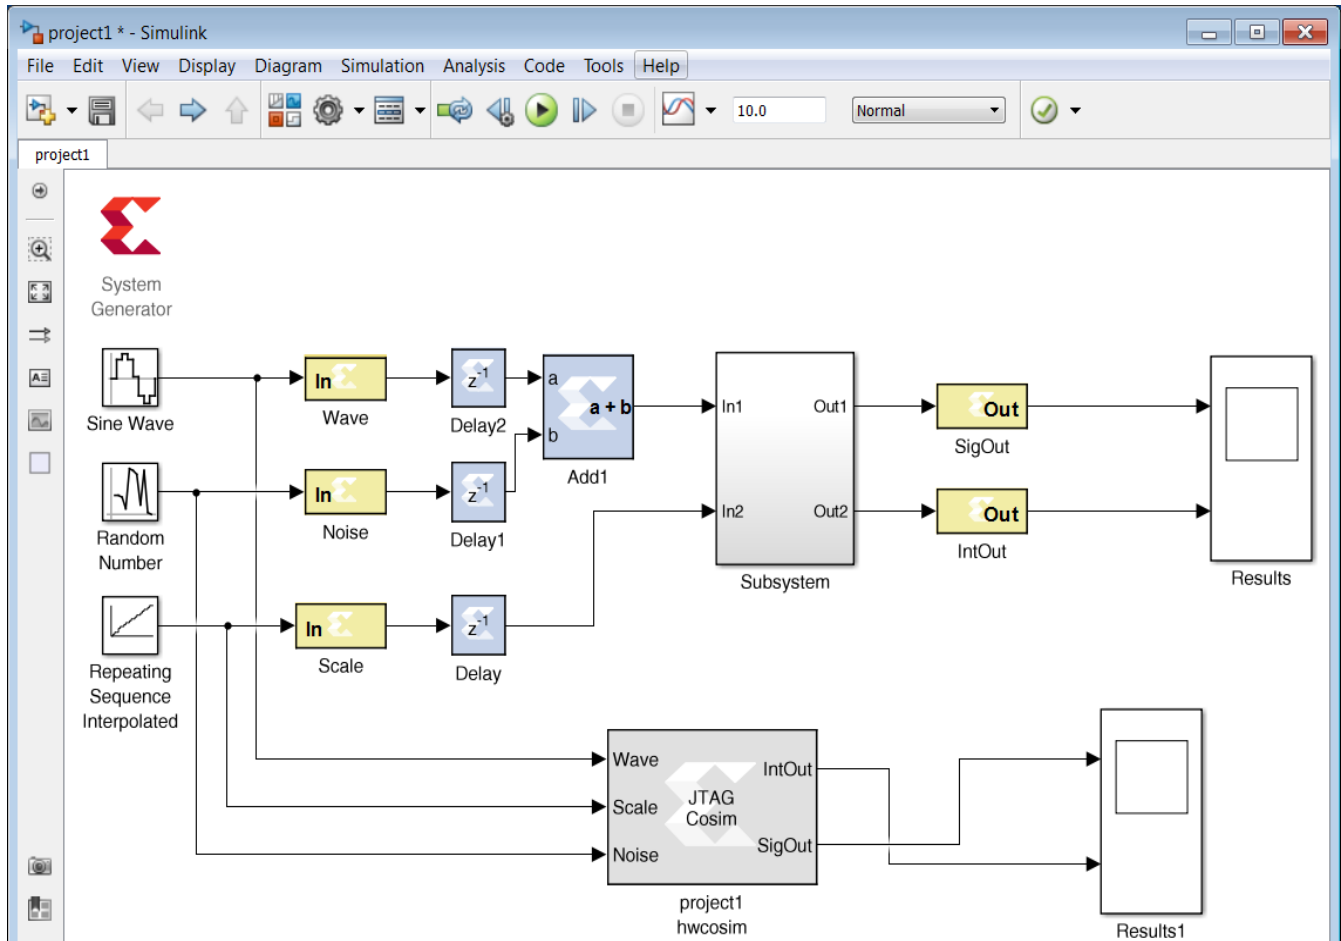 project1 * - Simulink
File Edit View Display Diagram Simulation Analysis Code Tools Help
10.0 Normal
project1
System
Generator
Sine Wave
In
Wave
z-1
Delay2
a
b
a + b
Add1
In1
In2
Out1
Out2
Subsystem
Out
SigOut
Out
IntOut
Results
Random
Number
In
Noise
z-1
Delay1
Repeating
Sequence
Interpolated
In
Scale
z-1
Delay
Wave
Scale
Noise
JTAG
Cosim
IntOut
SigOut
project1
hwcosim
Results1